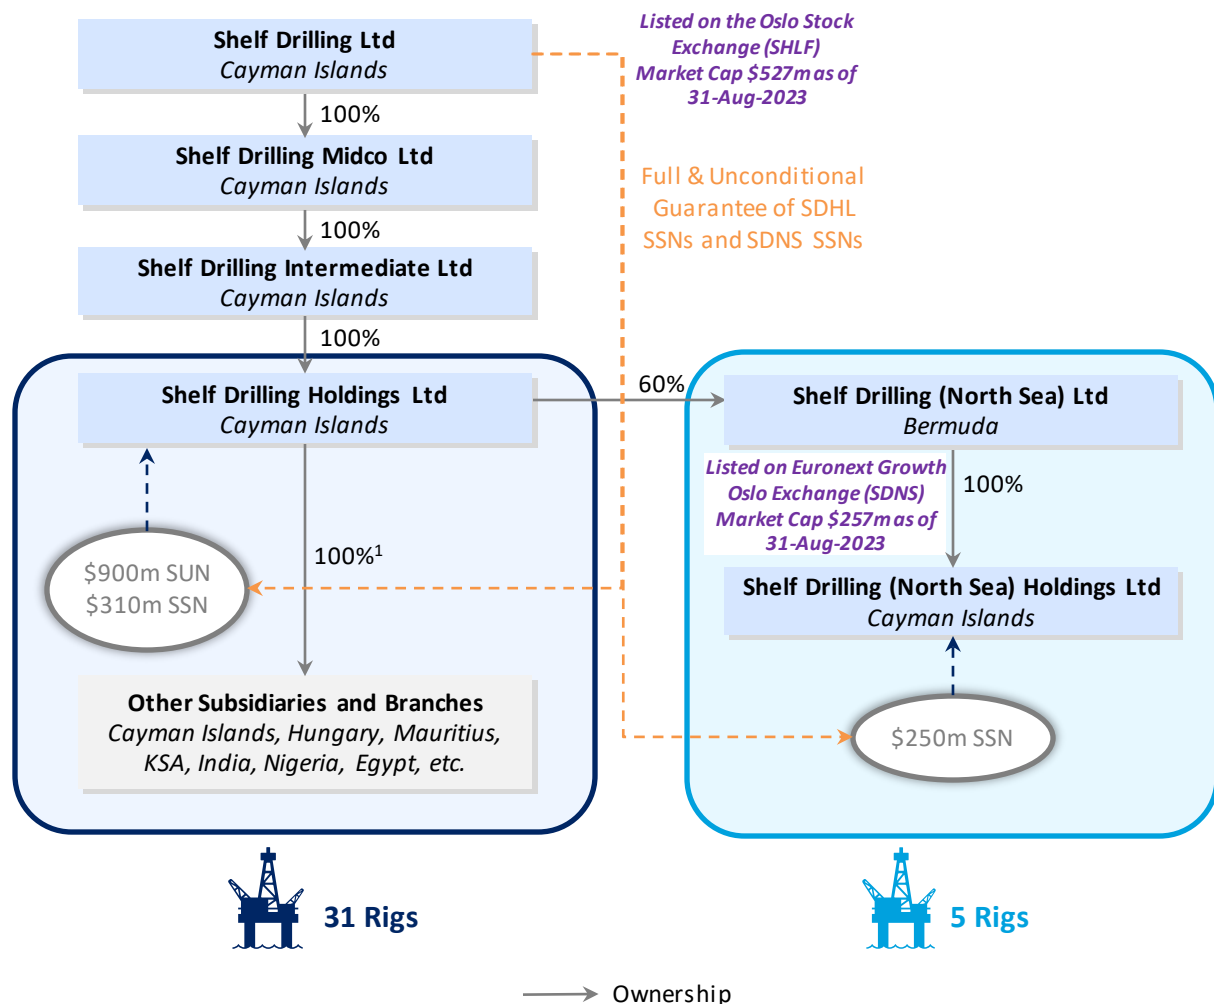 Shelf Drilling Ltd
Cayman Islands
Listed on the Oslo Stock
Exchange (SHLF)
Market Cap $527m as of
31-Aug-2023
100%
Shelf Drilling Midco Ltd
Cayman Islands
Full & Unconditional
Guarantee of SDHL
SSNs and SDNS SSNs
100%
Shelf Drilling Intermediate Ltd
Cayman Islands
100%
Shelf Drilling Holdings Ltd
Cayman Islands
60%
Shelf Drilling (North Sea) Ltd
Bermuda
Listed on Euronext Growth
Oslo Exchange (SDNS)
Market Cap $257m as of
31-Aug-2023
100%
100%¹
$900m SUN
$310m SSN
Shelf Drilling (North Sea) Holdings Ltd
Cayman Islands
Other Subsidiaries and Branches
Cayman Islands, Hungary, Mauritius,
KSA, India, Nigeria, Egypt, etc.
$250m SSN
31 Rigs
5 Rigs
Ownership